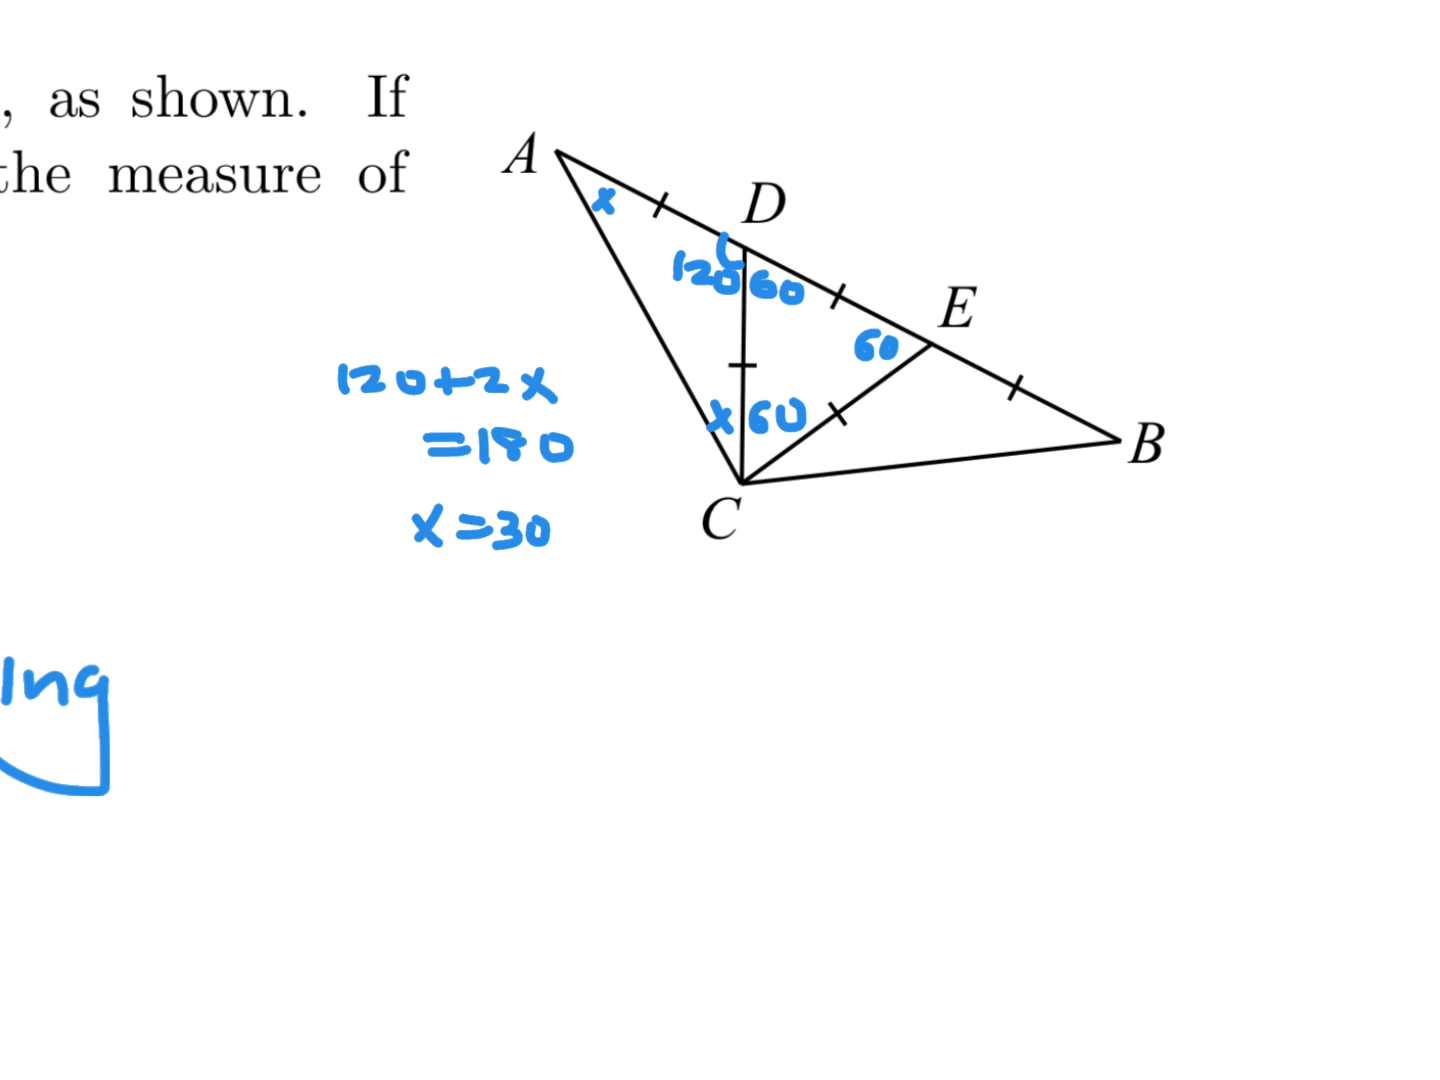 , as shown. If
the measure of
A
x
D
120 60
E
60
120+2x
=180
x 60
B
x=30
C
ing